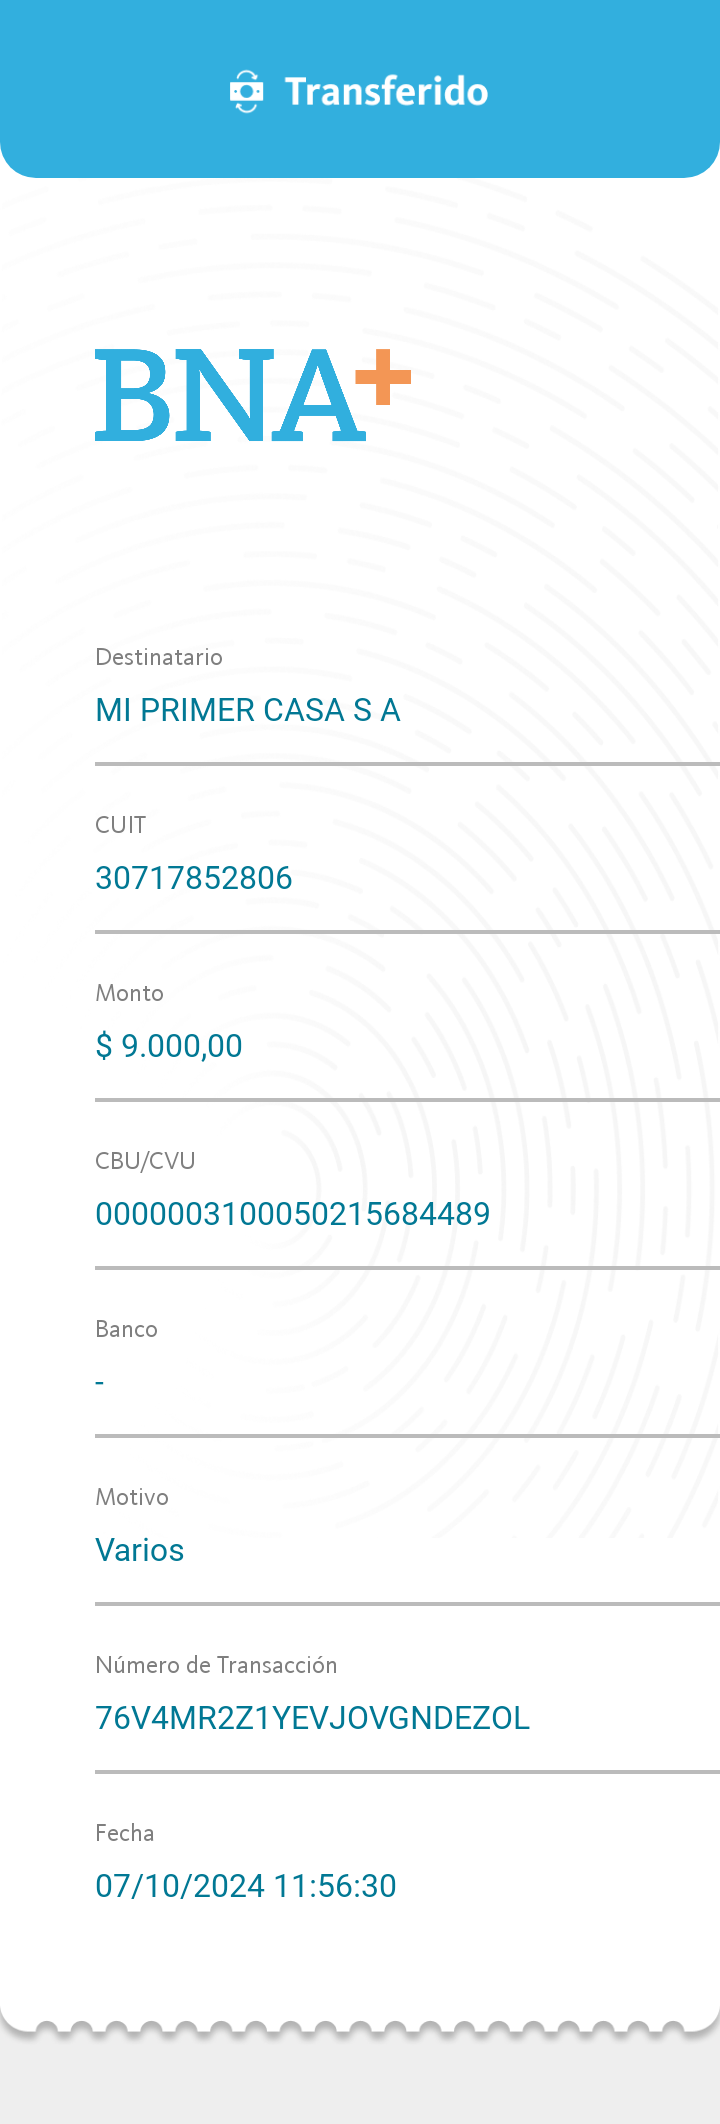 Transferido
BNA+
Destinatario
MI PRIMER CASA S A
CUIT
30717852806
Monto
$ 9.000,00
CBU/CVU
0000003100050215684489
Banco
-
Motivo
Varios
Número de Transacción
76V4MR2Z1YEVJOVGNDEZOL
Fecha
07/10/2024 11:56:30